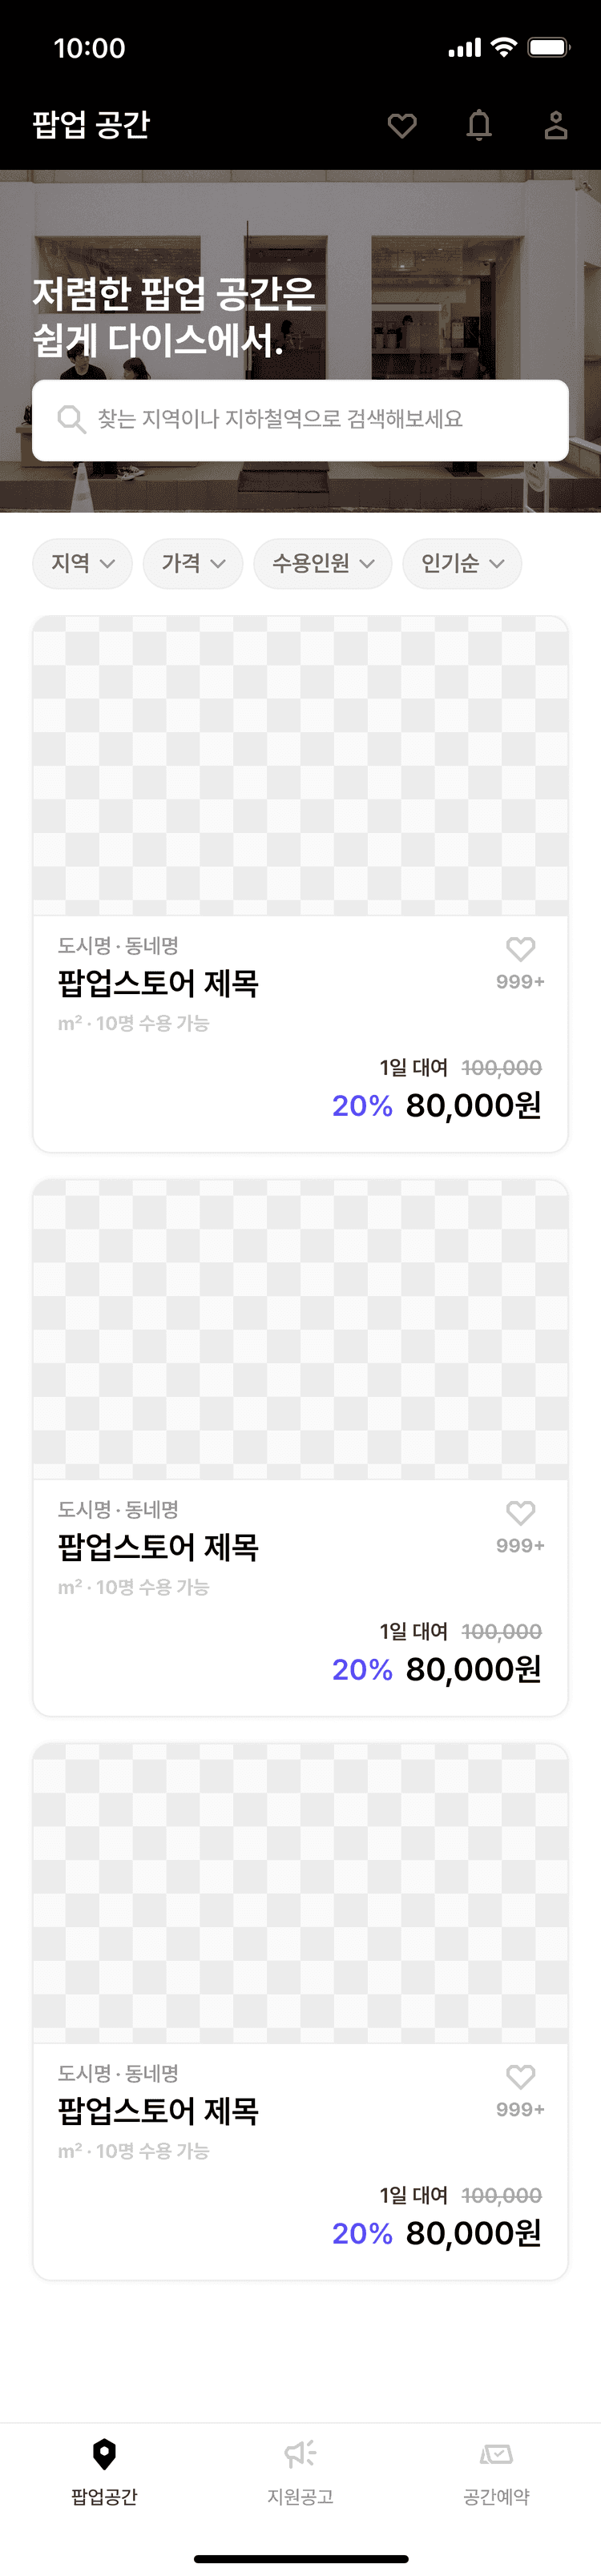 10:00
팝업 공간
저렴한 팝업 공간은
쉽게 다이스에서.
찾는 지역이나 지하철역으로 검색해보세요
지역 가격 수용인원 인기순
도시명 · 동네명
팝업스토어 제목
999+
m² · 10명 수용 가능
1일 대여 100,000
20% 80,000원
도시명 · 동네명
팝업스토어 제목
999+
m² · 10명 수용 가능
1일 대여 100,000
20% 80,000원
도시명 · 동네명
팝업스토어 제목
999+
m² · 10명 수용 가능
1일 대여 100,000
20% 80,000원
팝업공간 지원공고 공간예약